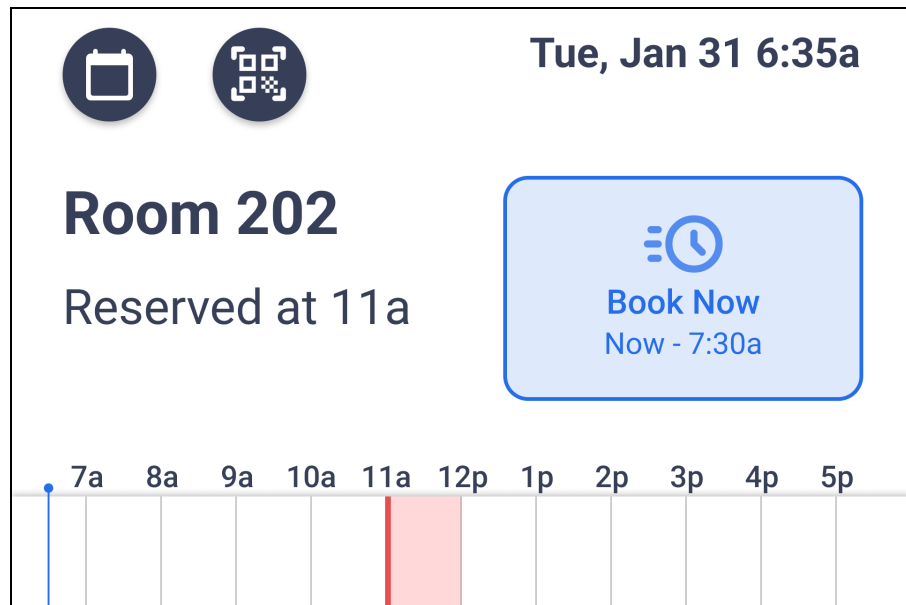 Tue, Jan 31 6:35a
Room 202
Reserved at 11a
Book Now
Now - 7:30a
7a 8a 9a 10a 11a 12p 1p 2p 3p 4p 5p